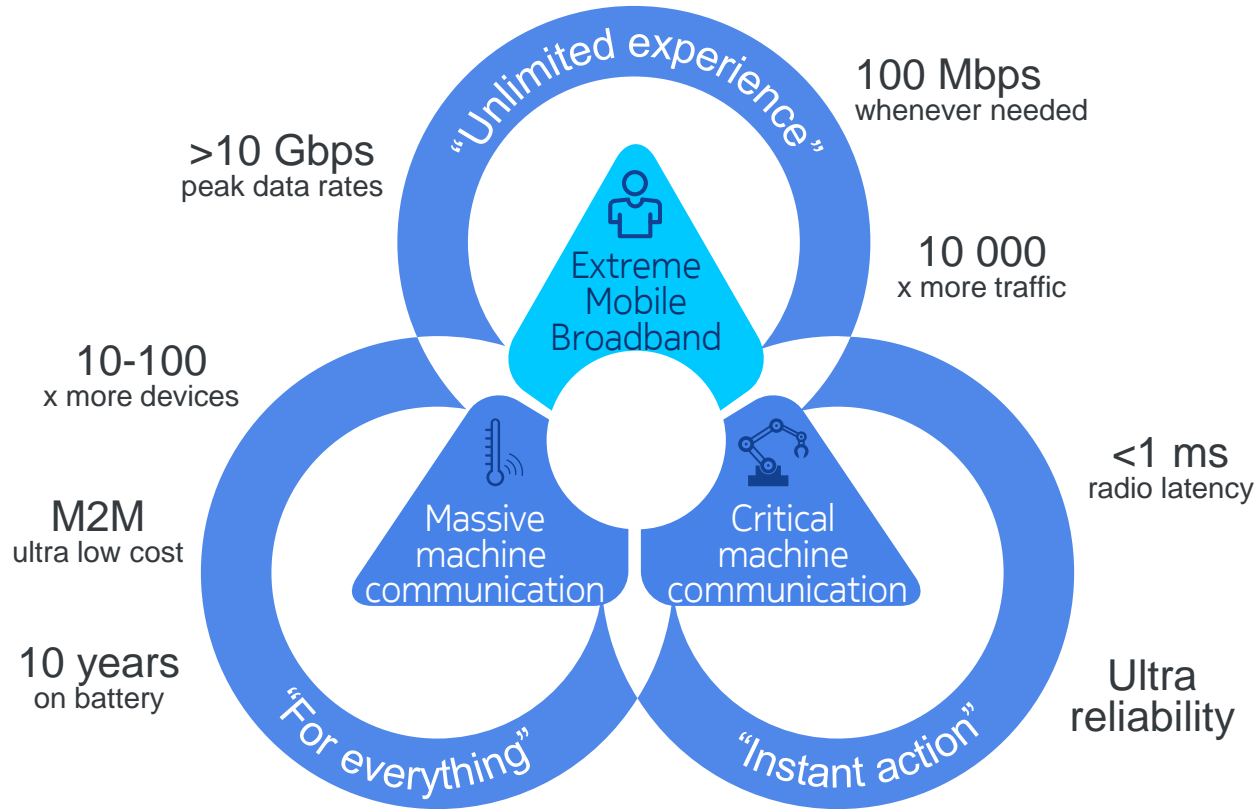 “Unlimited experience”
100 Mbps
whenever needed
>10 Gbps
peak data rates
Extreme
Mobile
Broadband
10 000
x more traffic
10-100
x more devices
<1 ms
radio latency
M2M
ultra low cost
Massive
machine
communication
Critical
machine
communication
10 years
on battery
Ultra
reliability
“For everything”
“Instant action”